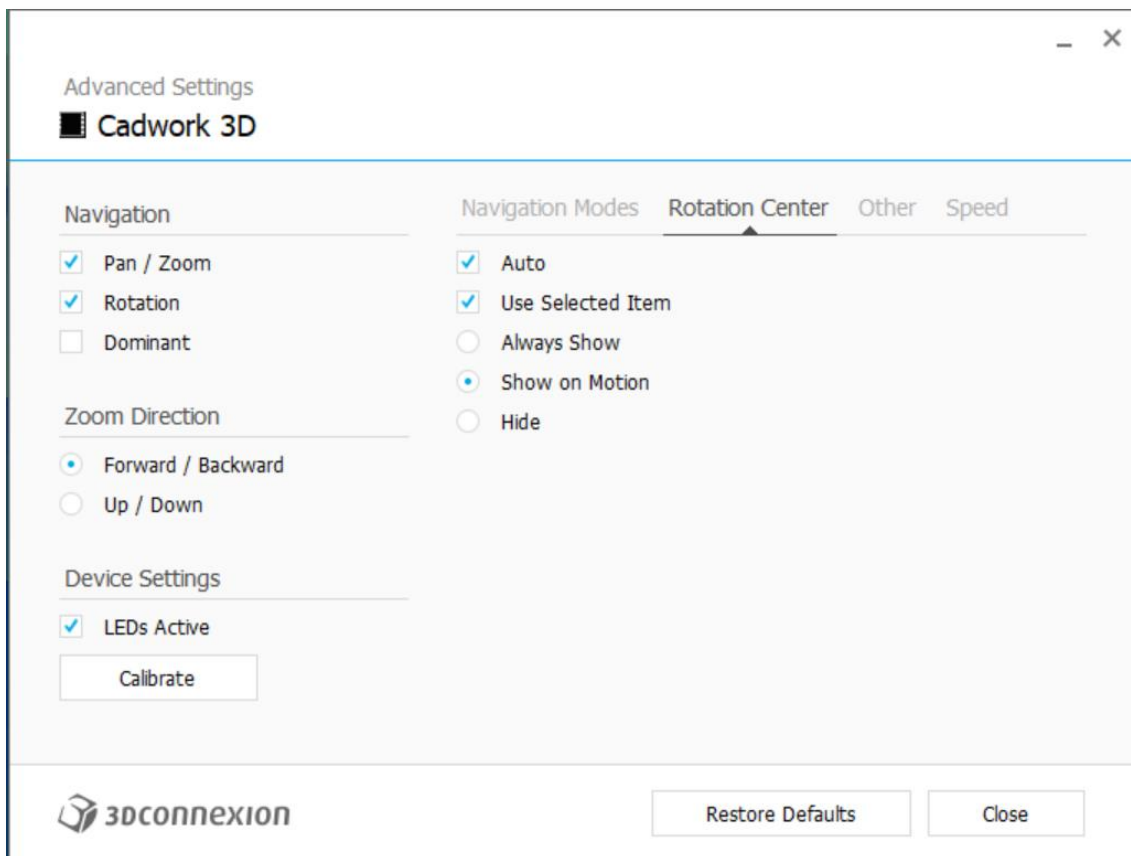 Advanced Settings
Cadwork 3D
Navigation
Pan / Zoom
Rotation
Dominant
Zoom Direction
Forward / Backward
Up / Down
Device Settings
LEDs Active
Calibrate
Navigation Modes Rotation Center Other Speed
Auto
Use Selected Item
Always Show
Show on Motion
Hide
3Dconnexion
Restore Defaults Close